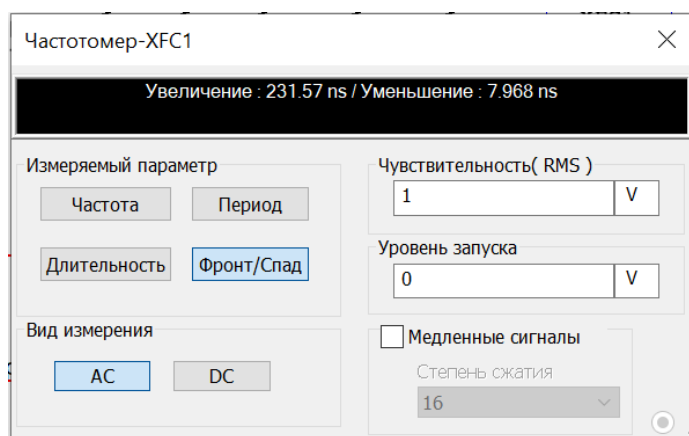 Частотомер-XFC1
Увеличение : 231.57 ns / Уменьшение : 7.968 ns
Измеряемый параметр
Частота
Период
Длительность
Фронт/Спад
Чувствительность( RMS )
1
V
Уровень запуска
0
V
Вид измерения
AC
DC
Медленные сигналы
Степень сжатия
16